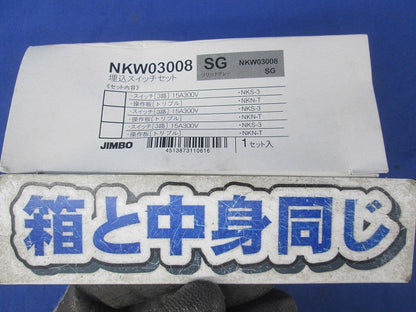 NKW03008 SG NKW03008
埋込スイッチセット ソリッドグレー SG
《セット内容》
・スイッチ[3路] 15A300V ・NKS-3
・操作板[トリプル] ・NKN-T
・スイッチ[3路] 15A300V ・NKS-3
・操作板[トリプル] ・NKN-T
・スイッチ[3路] 15A300V ・NKS-3
・操作板[トリプル] ・NKN-T
JIMBO 1セット入
4513873110616
箱と中身同じ